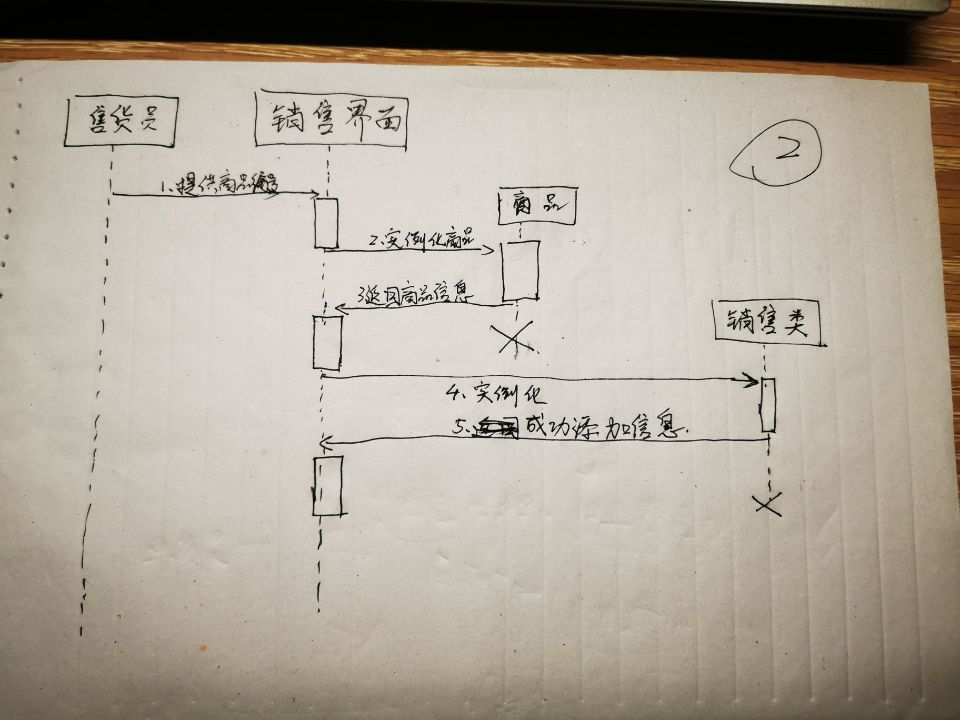 售货员
销售界面
2
1.提供商品编号
商品
2.实例化商品
3返回商品信息
销售类
4.实例化
5.成功添加信息.